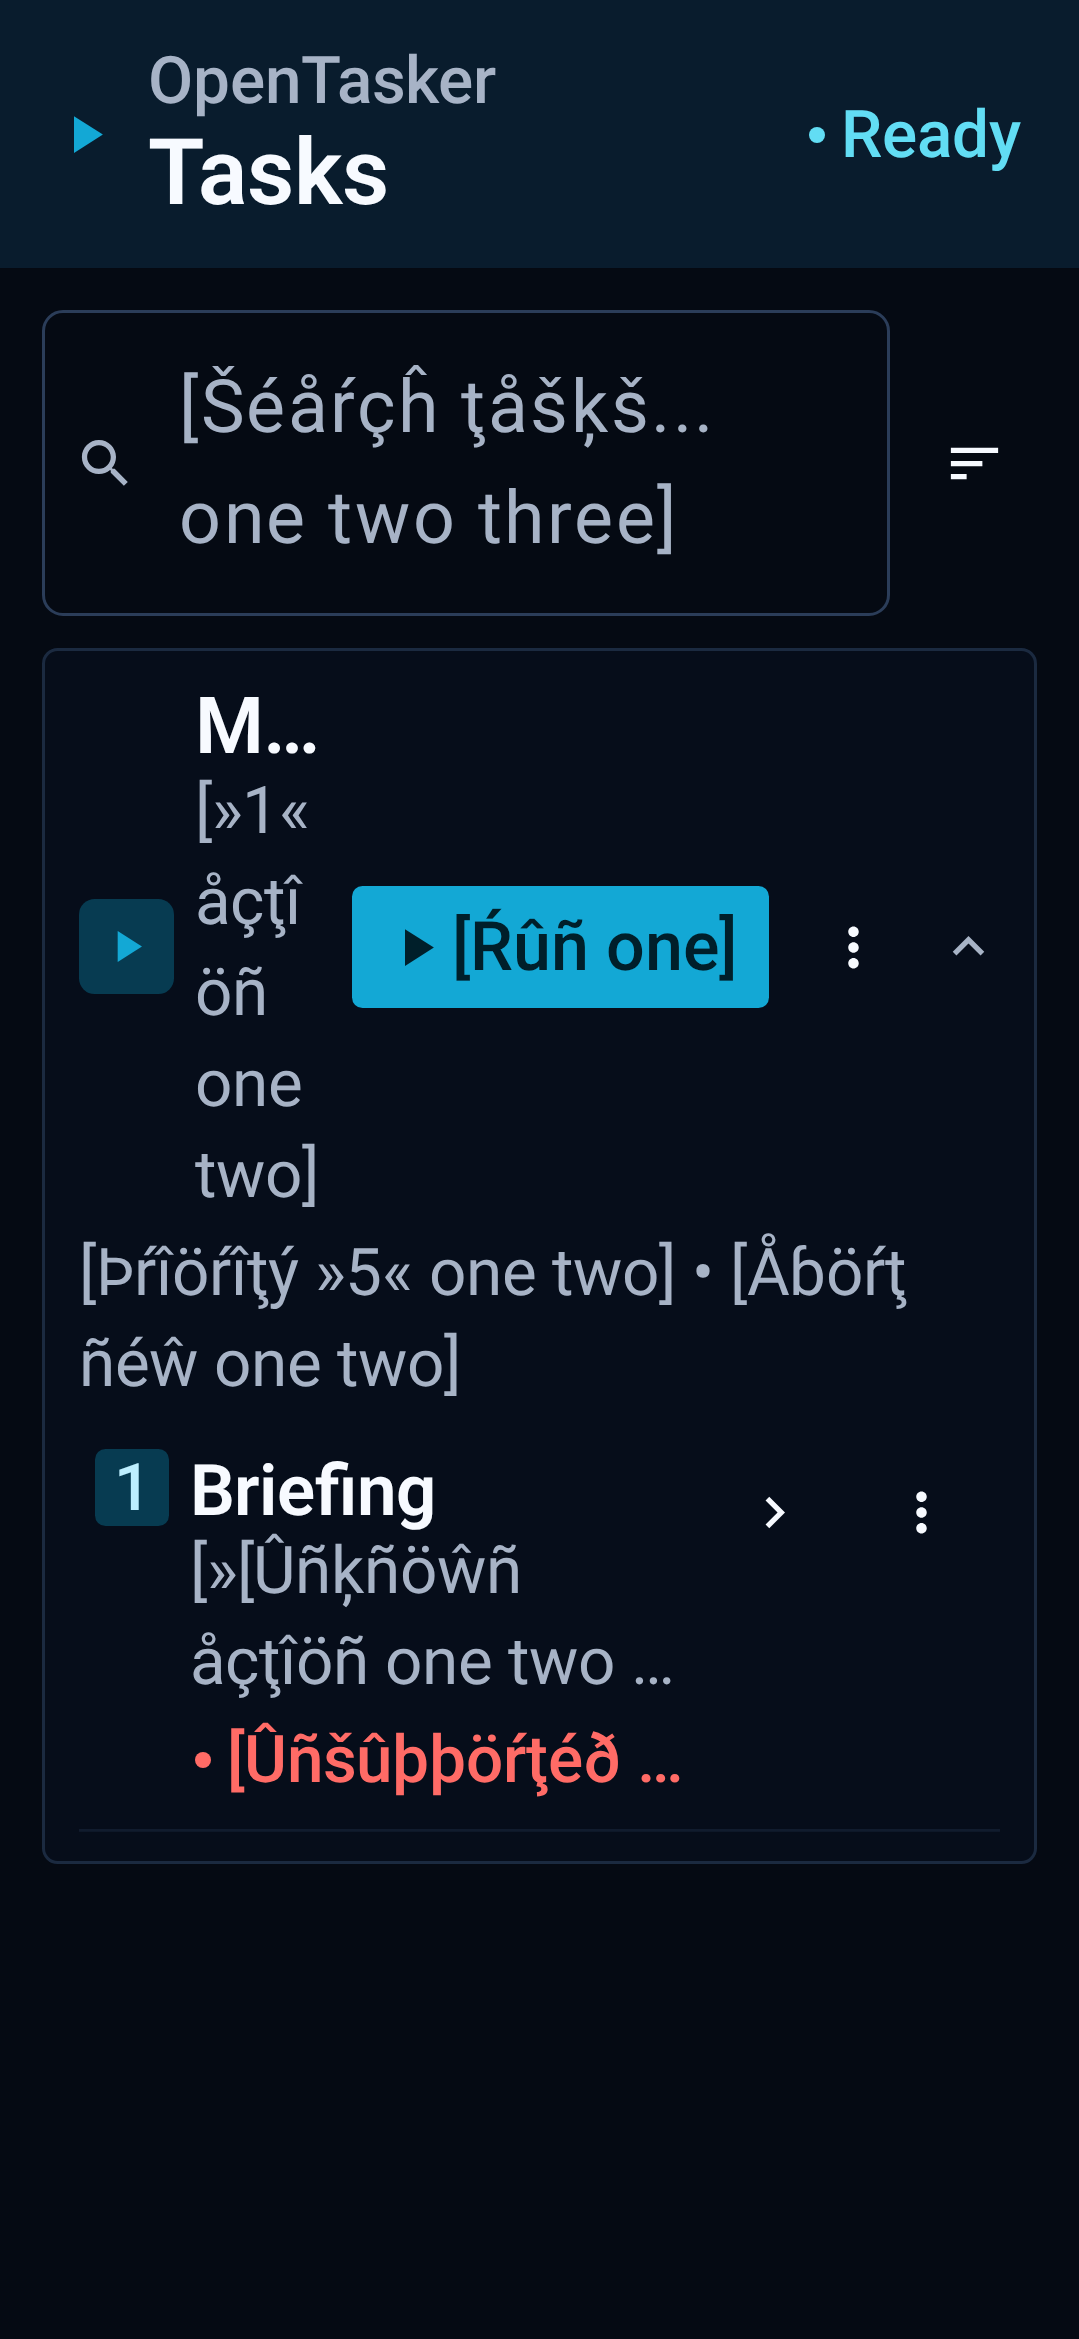 OpenTasker
Tasks
• Ready
[Šéåŕçĥ ţåšķš...
one two three]
M...
[»1«
åçţî
öñ
one
two]
[Ŕûñ one]
[Þŕîöŕîţý »5« one two] • [Åɓöŕţ
ñéŵ one two]
1
Briefing
[»[Ûñķñöŵñ
åçţîöñ one two ...
• [Ûñšûþþöŕţéð ...